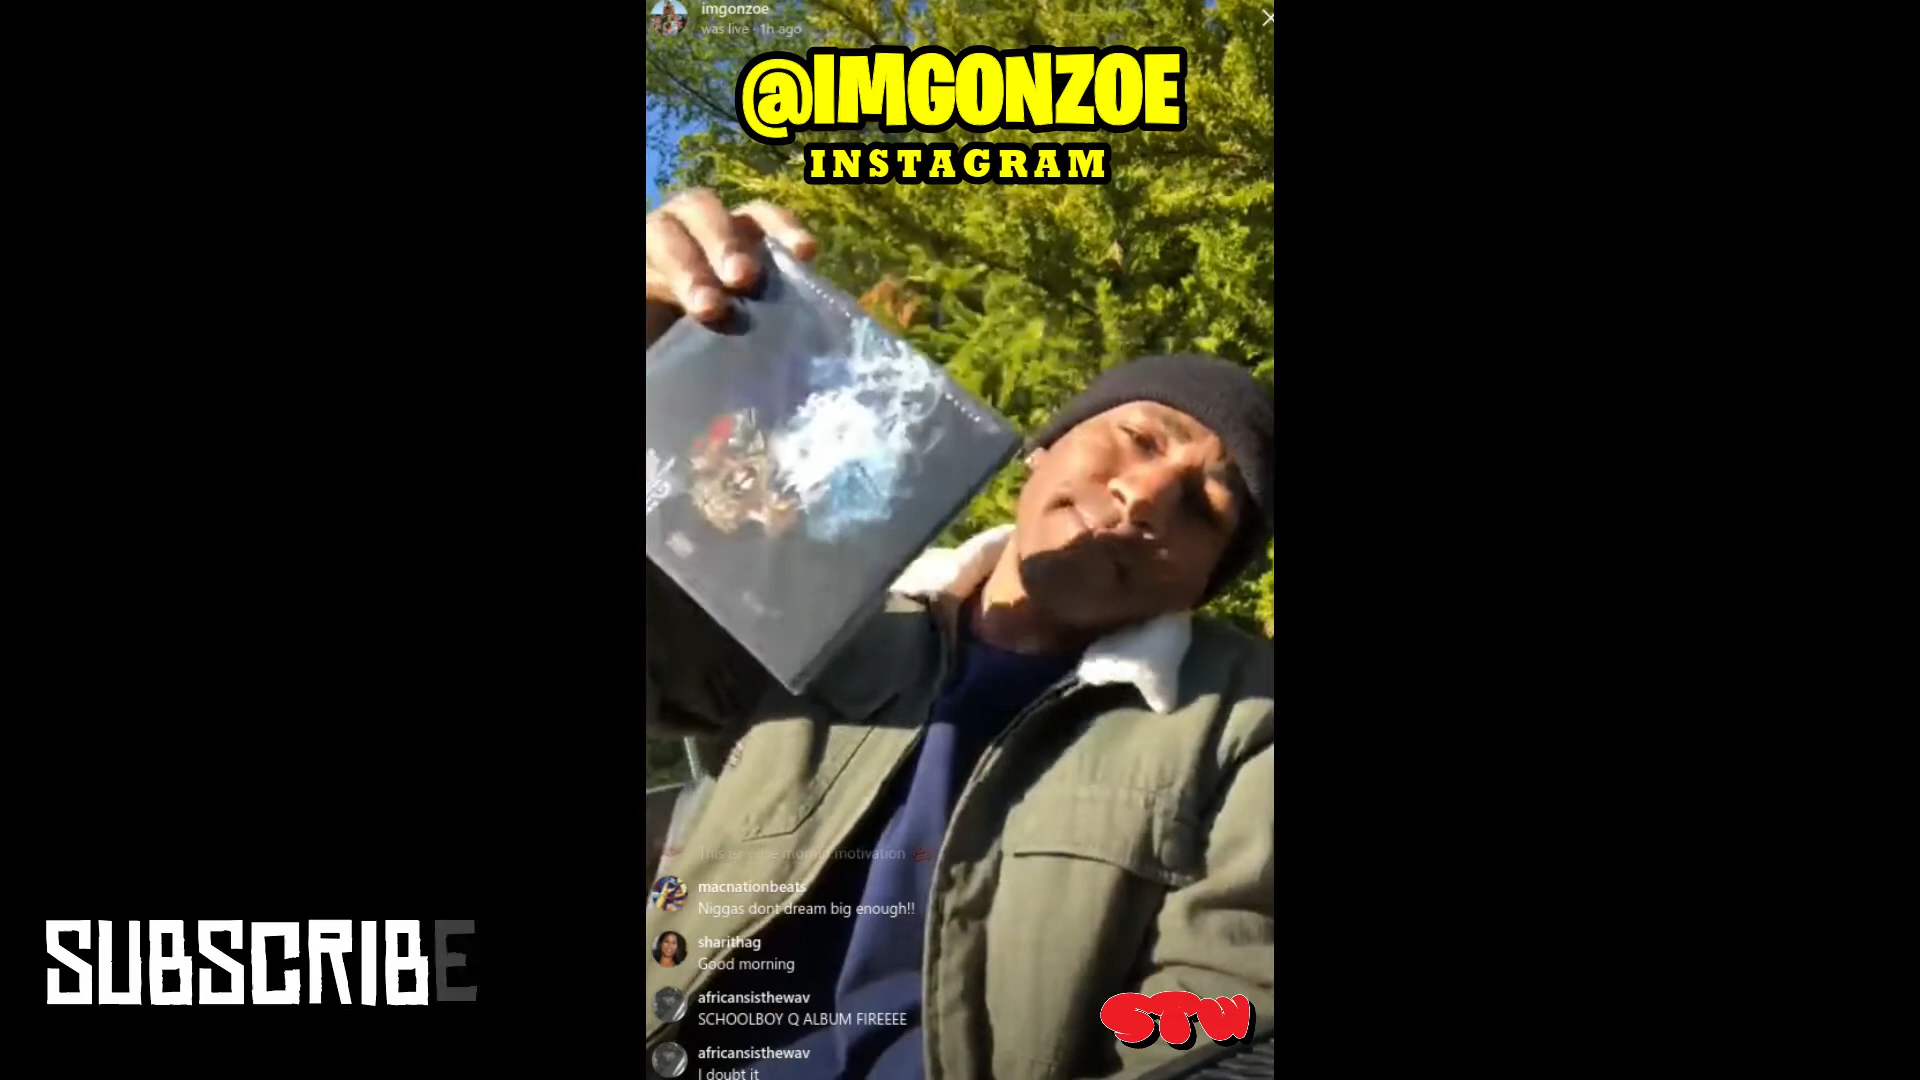 imgonzoe
was live · 1h ago
@IMGONZOE
INSTAGRAM
motivation
macnationbeats
Niggas dont dream big enough!!
sharithag
Good morning
africansisthewav
SCHOOLBOY Q ALBUM FIREEEE
africansisthewav
I doubt it
SUBSCRIBE
STW